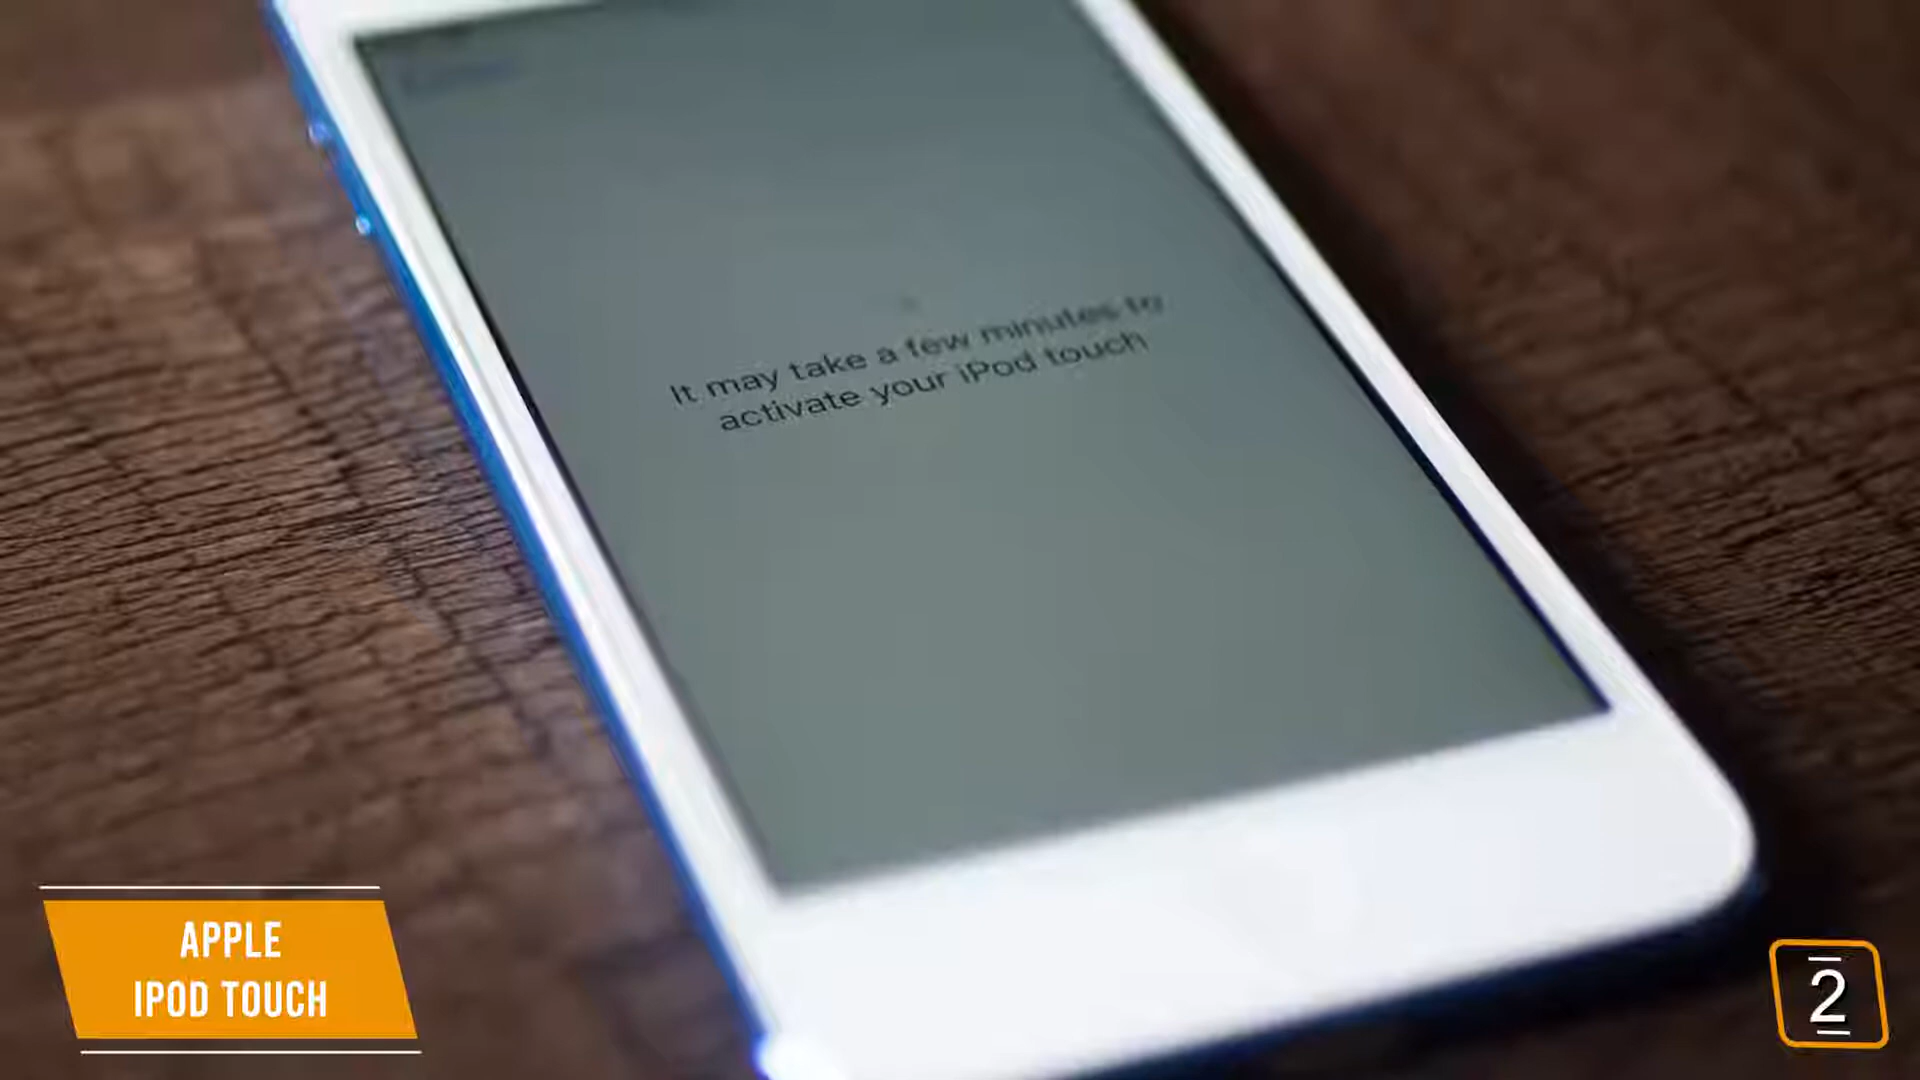 It may take a few minutes to
activate your iPod touch
APPLE
IPOD TOUCH
2